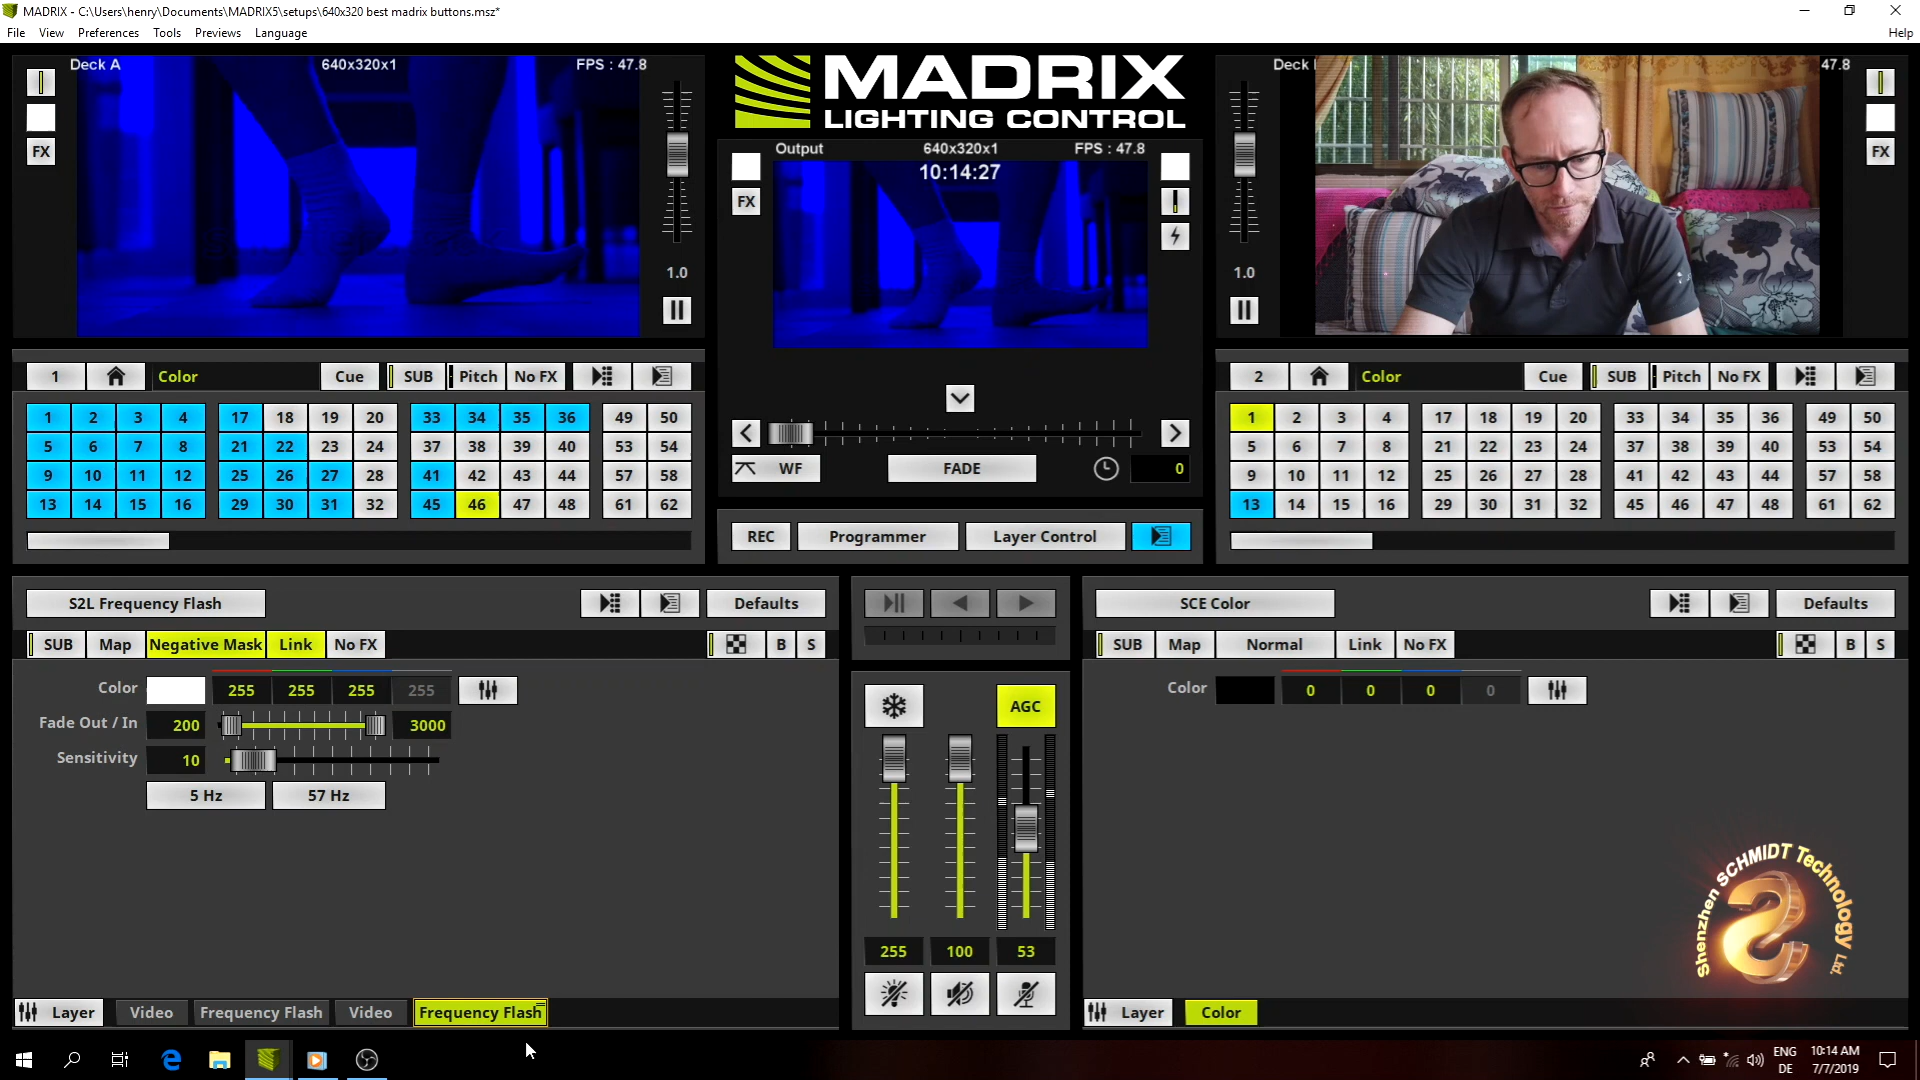 MADRIX - C:\Users\henry\Documents\MADRIX5\setups\640x320 best madrix buttons.msz*
File View Preferences Tools Previews Language Help
Deck A 640x320x1 FPS : 47.8
FX
1.0
MADRIX
LIGHTING CONTROL
Output 640x320x1 FPS : 47.8
10:14:27
FX
Deck 47.8
FX
1.0
1 Color Cue SUB Pitch No FX
1 2 3 4 17 18 19 20 33 34 35 36 49 50
5 6 7 8 21 22 23 24 37 38 39 40 53 54
9 10 11 12 25 26 27 28 41 42 43 44 57 58
13 14 15 16 29 30 31 32 45 46 47 48 61 62
WF FADE 0
REC Programmer Layer Control
2 Color Cue SUB Pitch No FX
1 2 3 4 17 18 19 20 33 34 35 36 49 50
5 6 7 8 21 22 23 24 37 38 39 40 53 54
9 10 11 12 25 26 27 28 41 42 43 44 57 58
13 14 15 16 29 30 31 32 45 46 47 48 61 62
S2L Frequency Flash Defaults
SUB Map Negative Mask Link No FX B S
Color 255 255 255 255
Fade Out / In 200 3000
Sensitivity 10
5 Hz 57 Hz
Layer Video Frequency Flash Video Frequency Flash
AGC
255 100 53
SCE Color Defaults
SUB Map Normal Link No FX B S
Color 0 0 0 0
Shenzhen SCHMIDT Technology Ltd.
S
Layer Color
ENG
DE
10:14 AM
7/7/2019